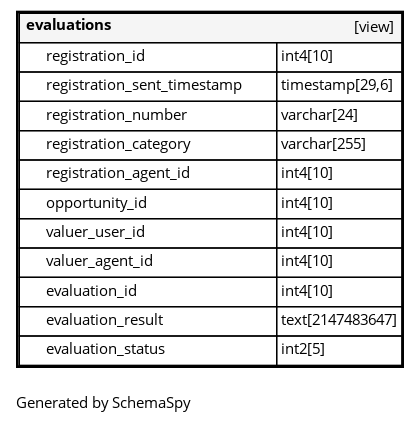 evaluations [view]
registration_id int4[10]
registration_sent_timestamp timestamp[29,6]
registration_number varchar[24]
registration_category varchar[255]
registration_agent_id int4[10]
opportunity_id int4[10]
valuer_user_id int4[10]
valuer_agent_id int4[10]
evaluation_id int4[10]
evaluation_result text[2147483647]
evaluation_status int2[5]
Generated by SchemaSpy